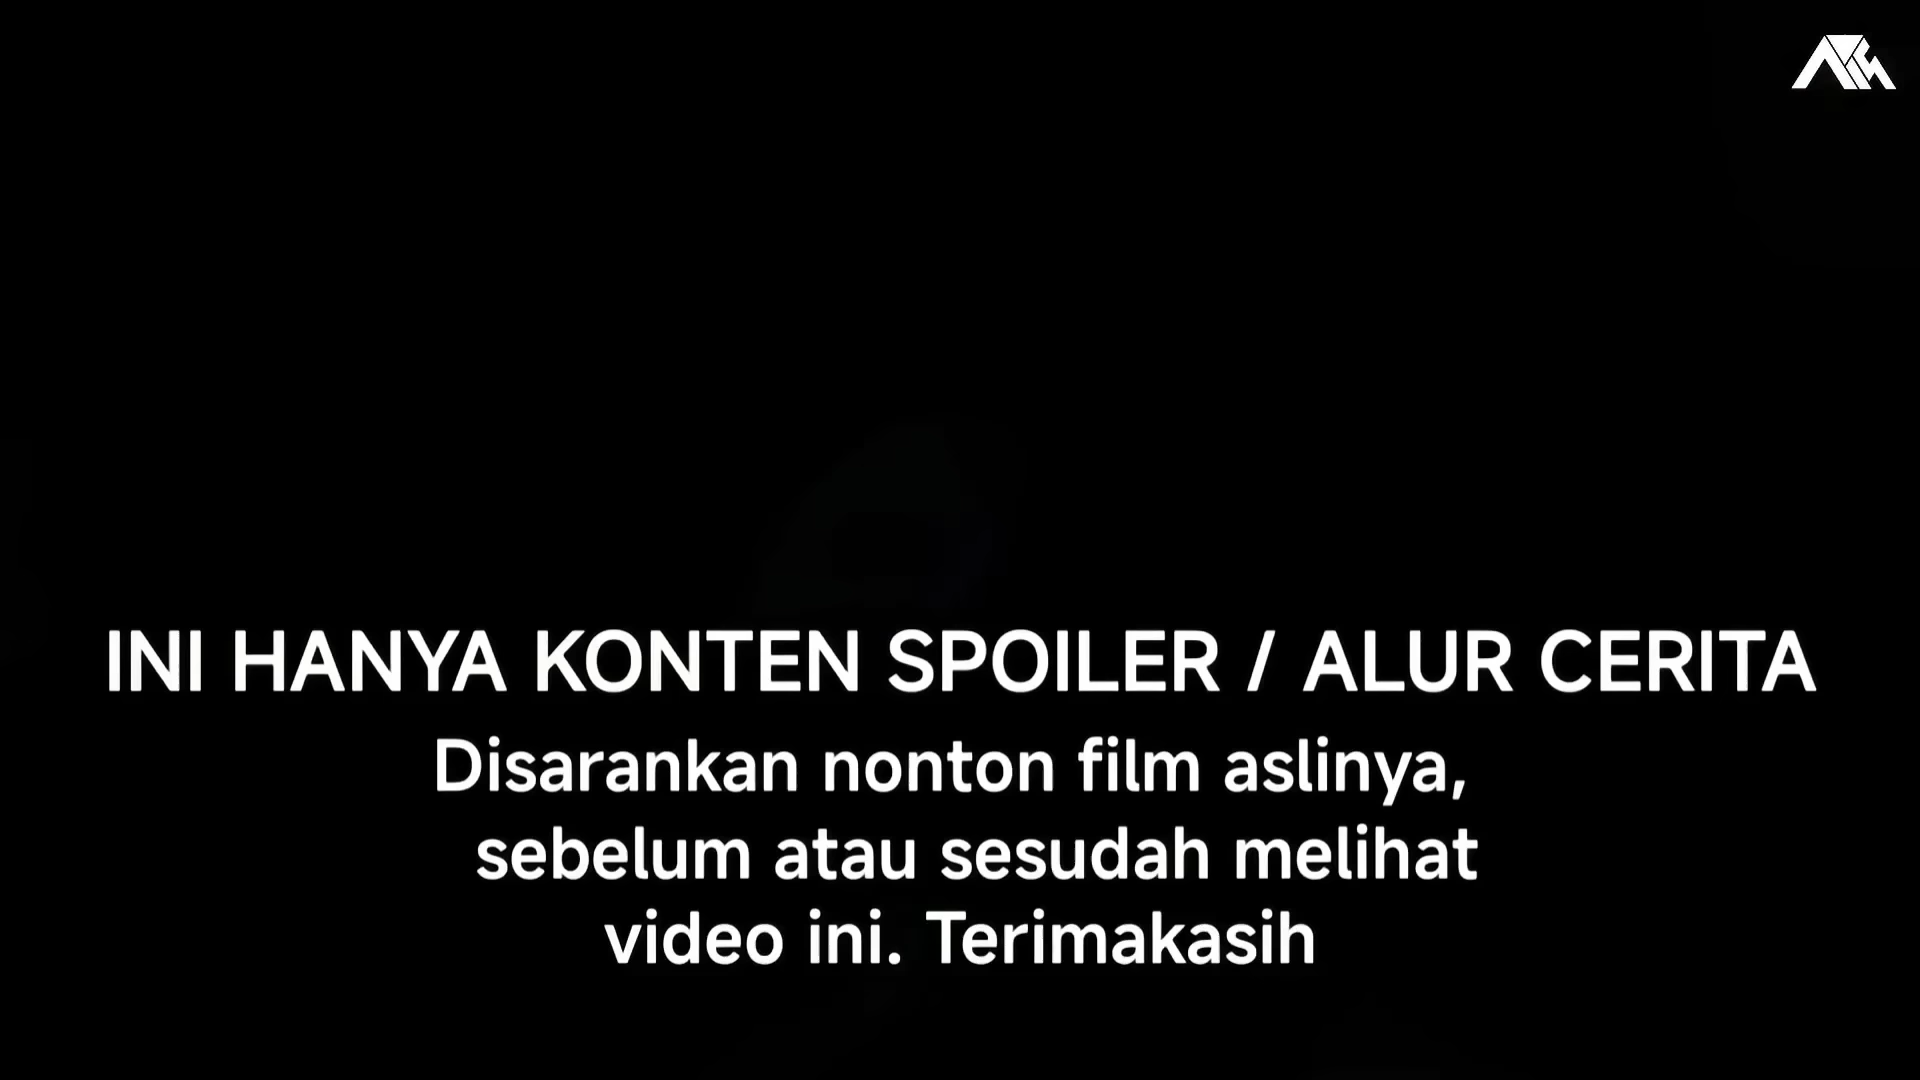 INI HANYA KONTEN SPOILER / ALUR CERITA
Disarankan nonton film aslinya,
sebelum atau sesudah melihat
video ini. Terimakasih